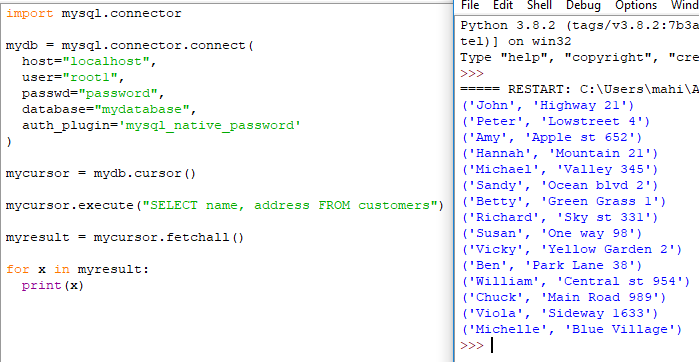 import mysql.connector
mydb = mysql.connector.connect(
  host="localhost",
  user="root1",
  passwd="password",
  database="mydatabase",
  auth_plugin='mysql_native_password'
)
mycursor = mydb.cursor()
mycursor.execute("SELECT name, address FROM customers")
myresult = mycursor.fetchall()
for x in myresult:
  print(x)
File Edit Shell Debug Options Wind
Python 3.8.2 (tags/v3.8.2:7b3a
tel)] on win32
Type "help", "copyright", "cre
>>>
===== RESTART: C:\Users\mahi\A
('John', 'Highway 21')
('Peter', 'Lowstreet 4')
('Amy', 'Apple st 652')
('Hannah', 'Mountain 21')
('Michael', 'Valley 345')
('Sandy', 'Ocean blvd 2')
('Betty', 'Green Grass 1')
('Richard', 'Sky st 331')
('Susan', 'One way 98')
('Vicky', 'Yellow Garden 2')
('Ben', 'Park Lane 38')
('William', 'Central st 954')
('Chuck', 'Main Road 989')
('Viola', 'Sideway 1633')
('Michelle', 'Blue Village')
>>>